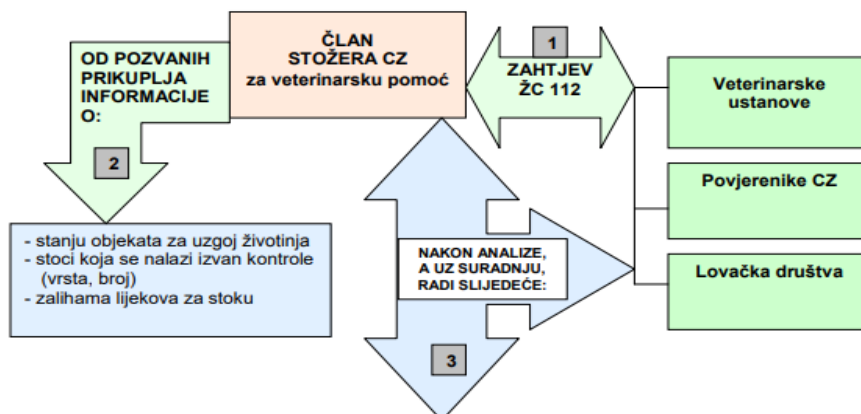 ČLAN
STOŽERA CZ
za veterinarsku pomoć
OD POZVANIH
PRIKUPLJA
INFORMACIJE
O:
2
1
ZAHTJEV
ŽC 112
Veterinarske
ustanove
Povjerenike CZ
Lovačka društva
- stanju objekata za uzgoj životinja
- stoci koja se nalazi izvan kontrole
(vrsta, broj)
- zalihama lijekova za stoku
NAKON ANALIZE,
A UZ SURADNJU,
RADI SLIJEDEĆE:
3